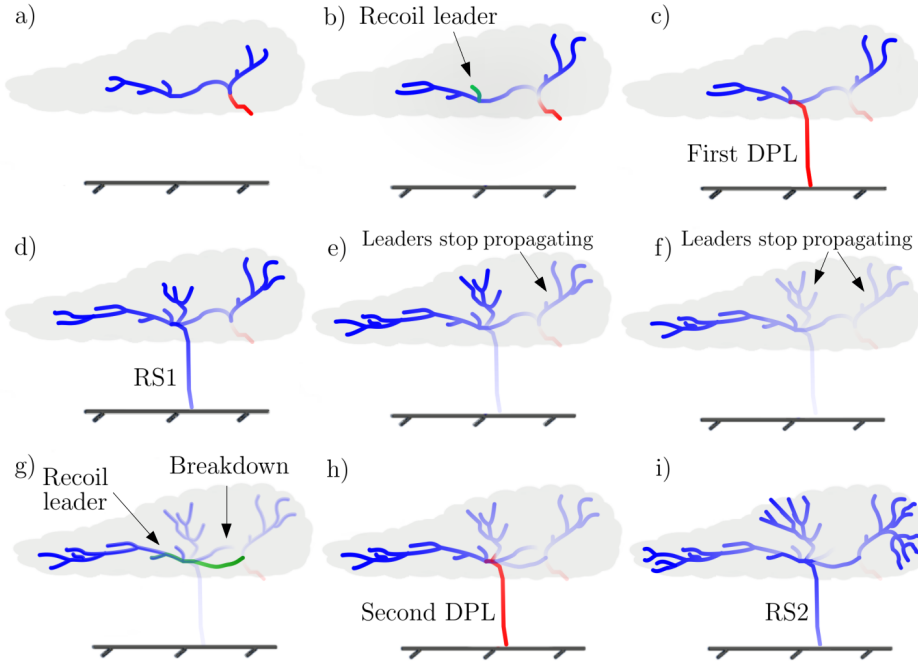 a)
b)
Recoil leader
c)
First DPL
d)
RS1
e)
Leaders stop propagating
f)
Leaders stop propagating
g)
Recoil
leader
Breakdown
h)
Second DPL
i)
RS2